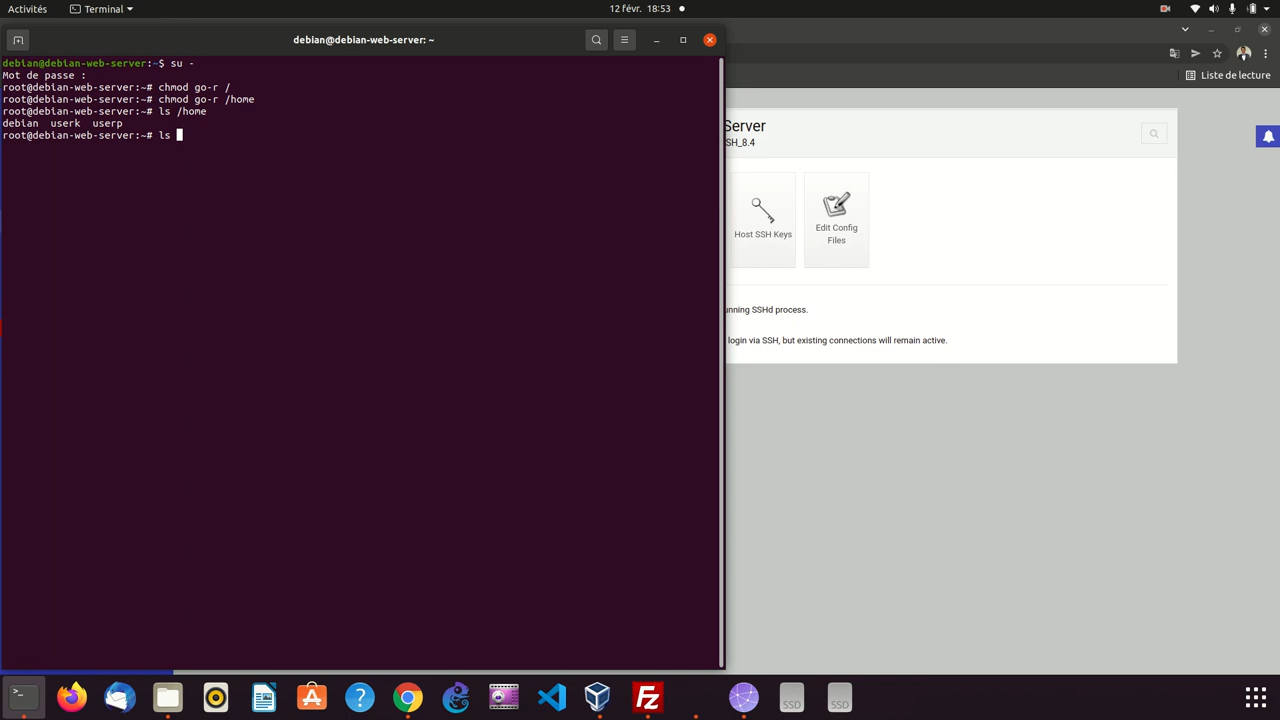 Activités
Terminal
12 févr. 18:53
debian@debian-web-server: ~
debian@debian-web-server:~$ su -
Mot de passe :
root@debian-web-server:~# chmod go-r /
root@debian-web-server:~# chmod go-r /home
root@debian-web-server:~# ls /home
debian userk userp
root@debian-web-server:~# ls
Liste de lecture
Server
SH_8.4
Host SSH Keys
Edit Config
Files
unning SSHd process.
login via SSH, but existing connections will remain active.
>_
?
Fz
SSD
SSD